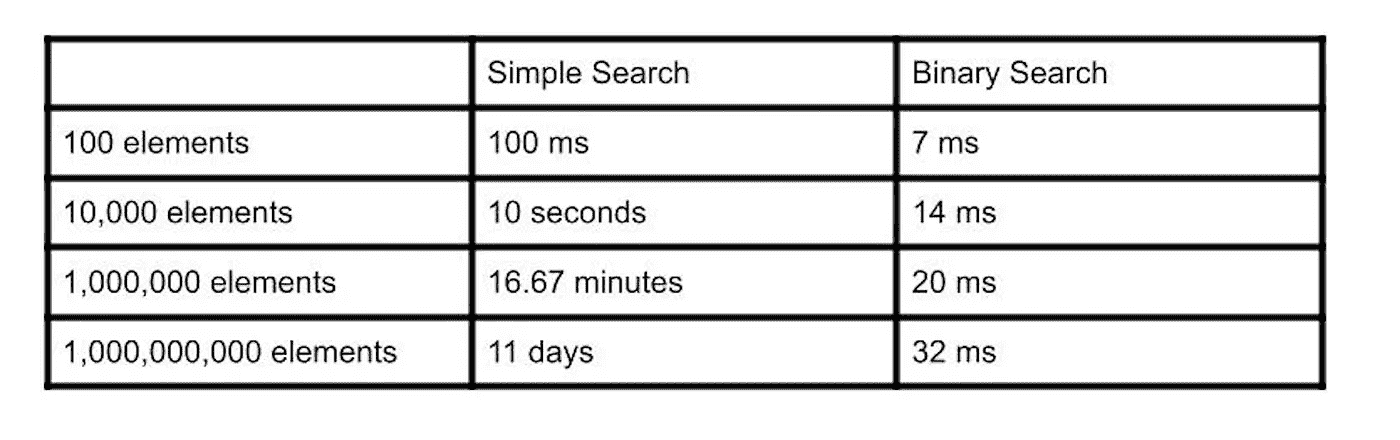 Simple Search Binary Search
100 elements 100 ms 7 ms
10,000 elements 10 seconds 14 ms
1,000,000 elements 16.67 minutes 20 ms
1,000,000,000 elements 11 days 32 ms